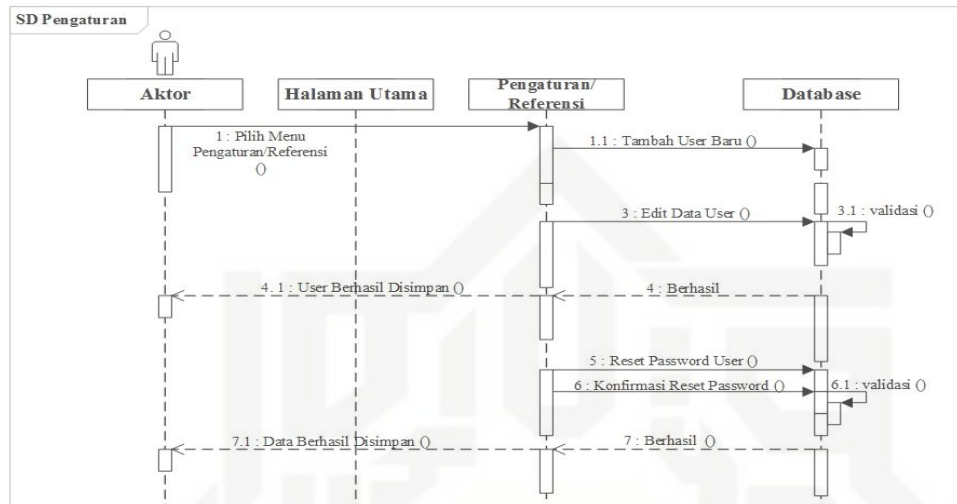 SD Pengaturan
Aktor
Halaman Utama
Pengaturan/
Referensi
Database
1 : Pilih Menu
Pengaturan/Referensi
()
1.1 : Tambah User Baru ()
3 : Edit Data User ()
3.1 : validasi ()
4. 1 : User Berhasil Disimpan ()
4 : Berhasil
5 : Reset Password User ()
6 : Konfirmasi Reset Password ()
6.1 : validasi ()
7.1 : Data Berhasil Disimpan ()
7 : Berhasil ()